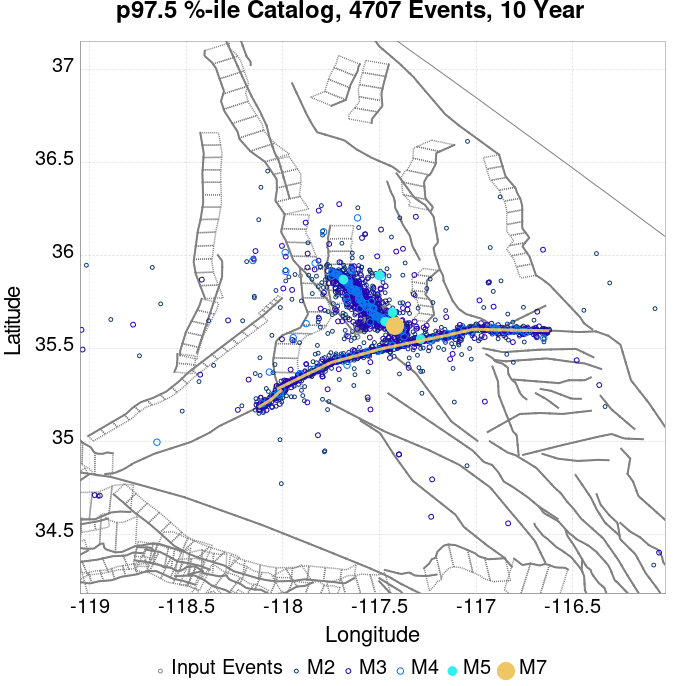 p97.5 %-ile Catalog, 4707 Events, 10 Year
37
36.5
36
35.5
35
34.5
Latitude
-119
-118.5
-118
-117.5
-117
-116.5
Longitude
Input Events
M2
M3
M4
M5
M7